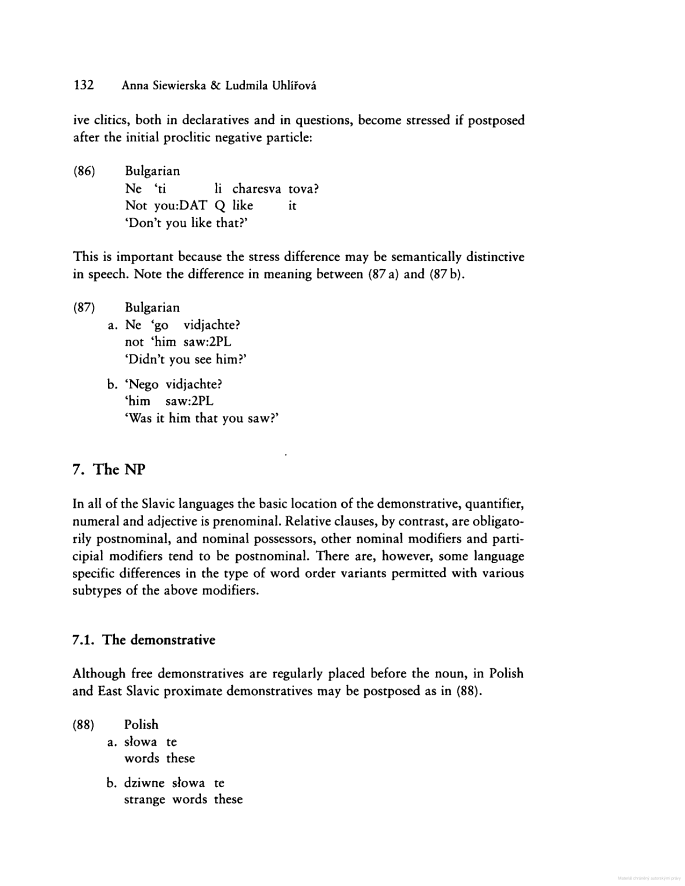 132 Anna Siewierska & Ludmila Uhlířová
ive clitics, both in declaratives and in questions, become stressed if postposed
after the initial proclitic negative particle:
(86) Bulgarian
Ne ‘ti li charesva tova?
Not you:DAT Q like it
‘Don’t you like that?’
This is important because the stress difference may be semantically distinctive
in speech. Note the difference in meaning between (87 a) and (87 b).
(87) Bulgarian
a. Ne ‘go vidjachte?
not ‘him saw:2PL
‘Didn’t you see him?’
b. ‘Nego vidjachte?
‘him saw:2PL
‘Was it him that you saw?’
7. The NP
In all of the Slavic languages the basic location of the demonstrative, quantifier,
numeral and adjective is prenominal. Relative clauses, by contrast, are obligato-
rily postnominal, and nominal possessors, other nominal modifiers and parti-
cipial modifiers tend to be postnominal. There are, however, some language
specific differences in the type of word order variants permitted with various
subtypes of the above modifiers.
7.1. The demonstrative
Although free demonstratives are regularly placed before the noun, in Polish
and East Slavic proximate demonstratives may be postposed as in (88).
(88) Polish
a. słowa te
words these
b. dziwne słowa te
strange words these